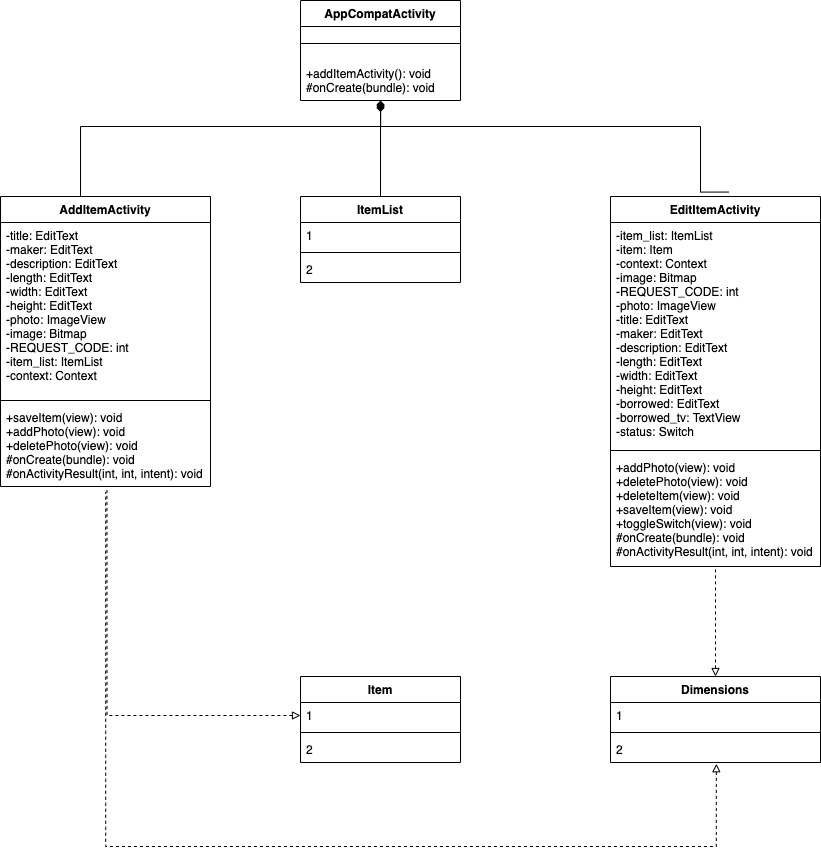 AppCompatActivity
+addItemActivity(): void
#onCreate(bundle): void
AddItemActivity
-title: EditText
-maker: EditText
-description: EditText
-length: EditText
-width: EditText
-height: EditText
-photo: ImageView
-image: Bitmap
-REQUEST_CODE: int
-item_list: ItemList
-context: Context
+saveItem(view): void
+addPhoto(view): void
+deletePhoto(view): void
#onCreate(bundle): void
#onActivityResult(int, int, intent): void
ItemList
1
2
EditItemActivity
-item_list: ItemList
-item: Item
-context: Context
-image: Bitmap
-REQUEST_CODE: int
-photo: ImageView
-title: EditText
-maker: EditText
-description: EditText
-length: EditText
-width: EditText
-height: EditText
-borrowed: EditText
-borrowed_tv: TextView
-status: Switch
+addPhoto(view): void
+deletePhoto(view): void
+deleteItem(view): void
+saveItem(view): void
+toggleSwitch(view): void
#onCreate(bundle): void
#onActivityResult(int, int, intent): void
Item
1
2
Dimensions
1
2